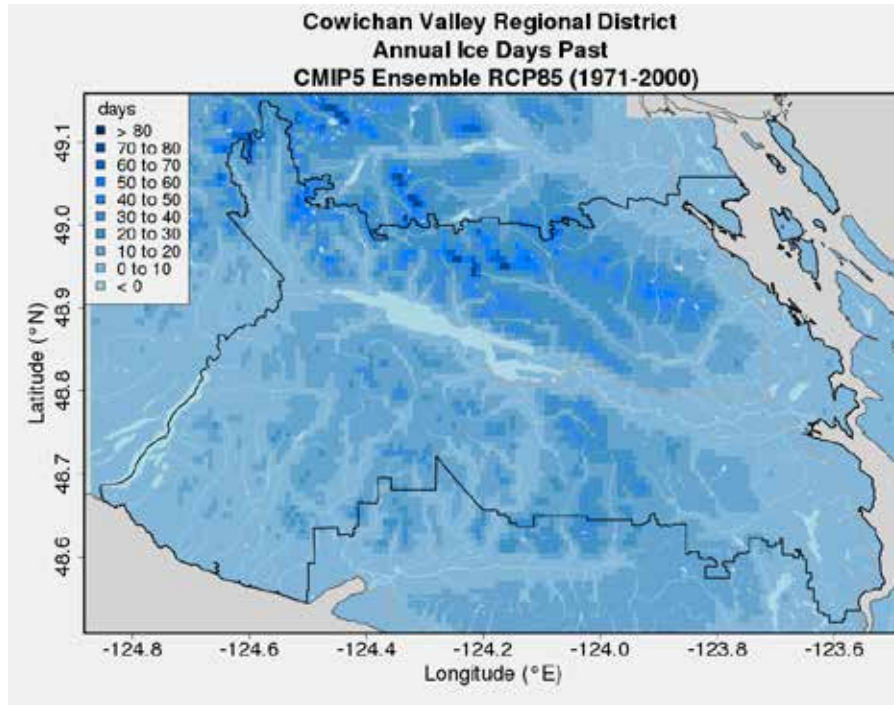 Cowichan Valley Regional District
Annual Ice Days Past
CMIP5 Ensemble RCP85 (1971-2000)
days
> 80
70 to 80
60 to 70
50 to 60
40 to 50
30 to 40
20 to 30
10 to 20
0 to 10
< 0
Latitude (°N)
49.1
49.0
48.9
48.8
48.7
48.6
-124.8 -124.6 -124.4 -124.2 -124.0 -123.8 -123.6
Longitude (°E)